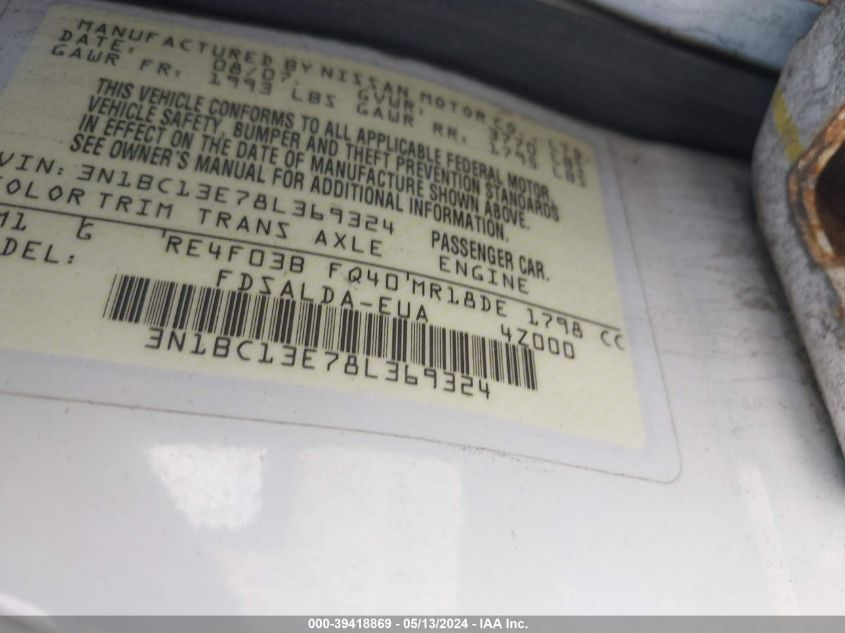 MANUFACTURED BY NISSAN MOTOR CO., LTD.
DATE: 08/07 GVWR: 3770 LBS
GAWR FR: 1993 LBS GAWR RR: 1795 LBS
THIS VEHICLE CONFORMS TO ALL APPLICABLE FEDERAL MOTOR
VEHICLE SAFETY, BUMPER AND THEFT PREVENTION STANDARDS
IN EFFECT ON THE DATE OF MANUFACTURE SHOWN ABOVE.
SEE OWNER'S MANUAL FOR ADDITIONAL INFORMATION.
VIN: 3N1BC13E78L369324 PASSENGER CAR.
COLOR TRIM TRANS AXLE ENGINE
M1 G RE4F03B FQ40 MR18DE 1798 CC
DEL: FDSALDA-EUA 4Z000
3N1BC13E78L369324
000-39418869 - 05/13/2024 - IAA Inc.